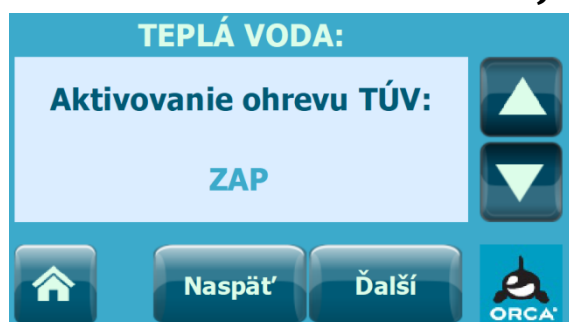 TEPLÁ VODA:
Aktivovanie ohrevu TÚV:
ZAP
Naspäť
Ďalší
ORCA